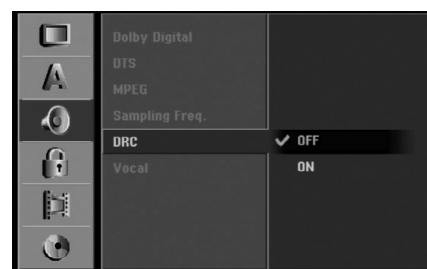 A
Dolby Digital
DTS
MPEG
Sampling Freq.
DRC
✓ OFF
Vocal
ON